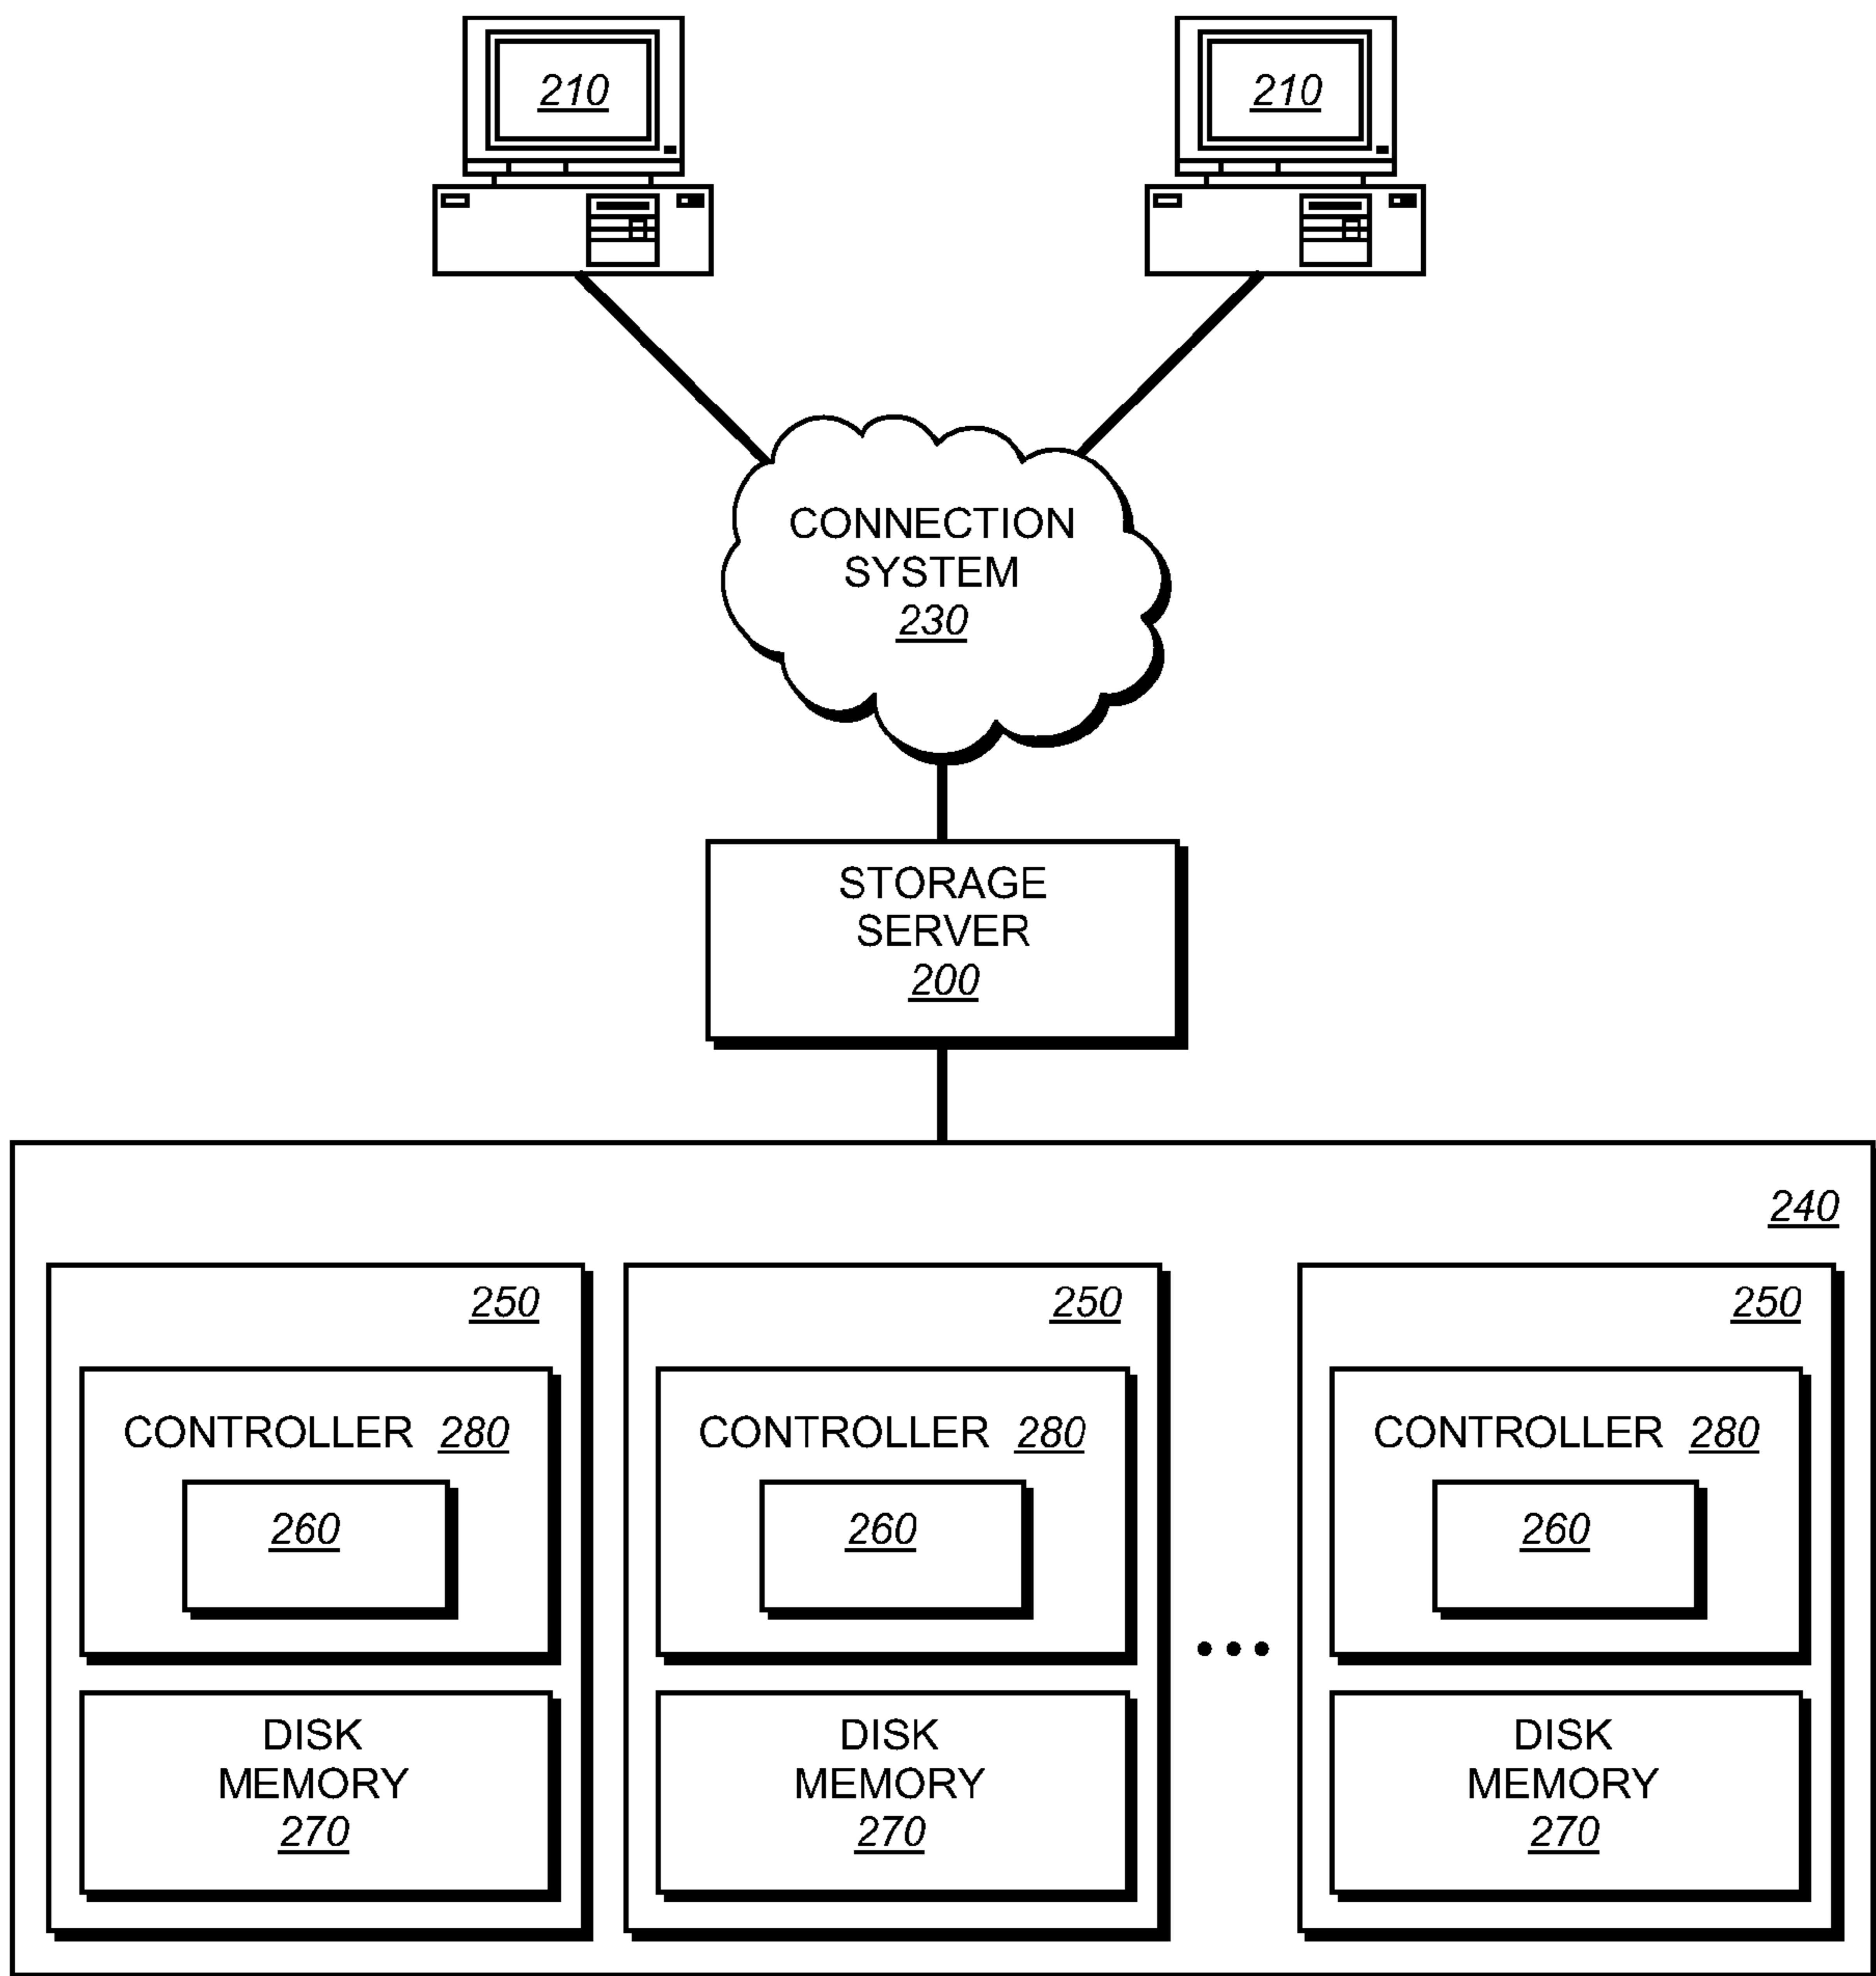 210
210
CONNECTION
SYSTEM
230
STORAGE
SERVER
200
240
250
250
250
CONTROLLER 280
CONTROLLER 280
CONTROLLER 280
260
260
260
DISK
MEMORY
270
DISK
MEMORY
270
DISK
MEMORY
270